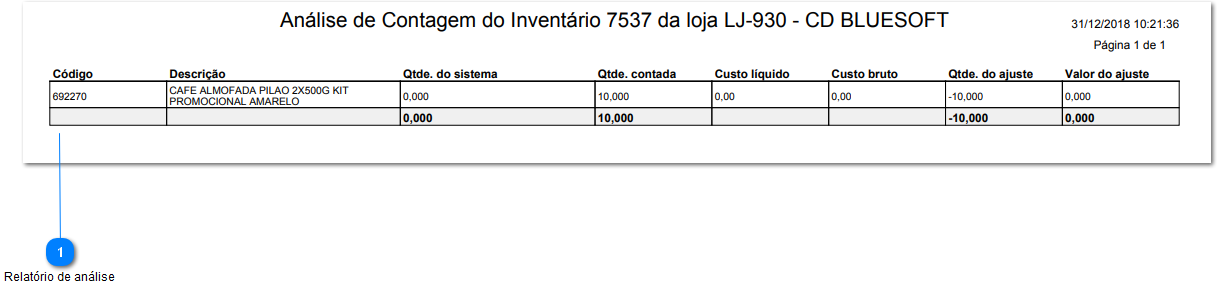 Análise de Contagem do Inventário 7537 da loja LJ-930 - CD BLUESOFT
31/12/2018 10:21:36
Página 1 de 1
Código Descrição Qtde. do sistema Qtde. contada Custo líquido Custo bruto Qtde. do ajuste Valor do ajuste
692270 CAFE ALMOFADA PILAO 2X500G KIT 0,000 10,000 0,00 0,00 -10,000 0,000
PROMOCIONAL AMARELO
0,000 10,000 -10,000 0,000
1
Relatório de análise